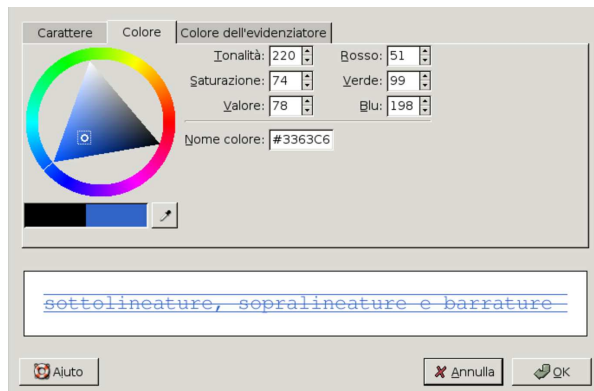 Carattere Colore Colore dell'evidenziatore
Tonalità: 220 Rosso: 51
Saturazione: 74 Verde: 99
Valore: 78 Blu: 198
Nome colore: #3363C6
sottolineature, sopralineature e barrature
Aiuto Annulla OK